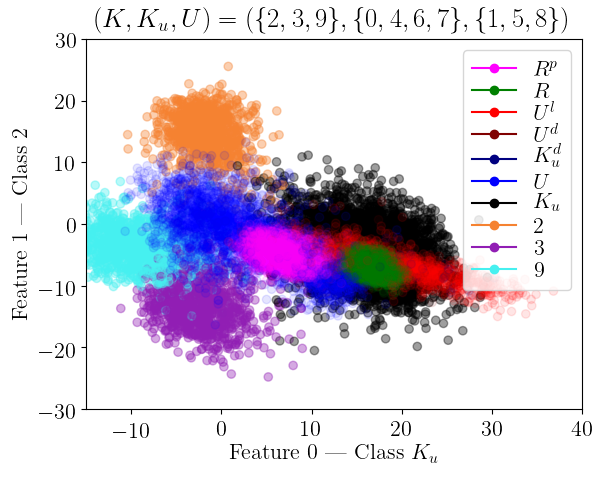 (K, K_u, U) = ({2, 3, 9}, {0, 4, 6, 7}, {1, 5, 8})
30
20
10
0
−10
−20
−30
Feature 1 — Class 2
R^p
R
U^l
U^d
K_u^d
U
K_u
2
3
9
−10 0 10 20 30 40
Feature 0 — Class K_u